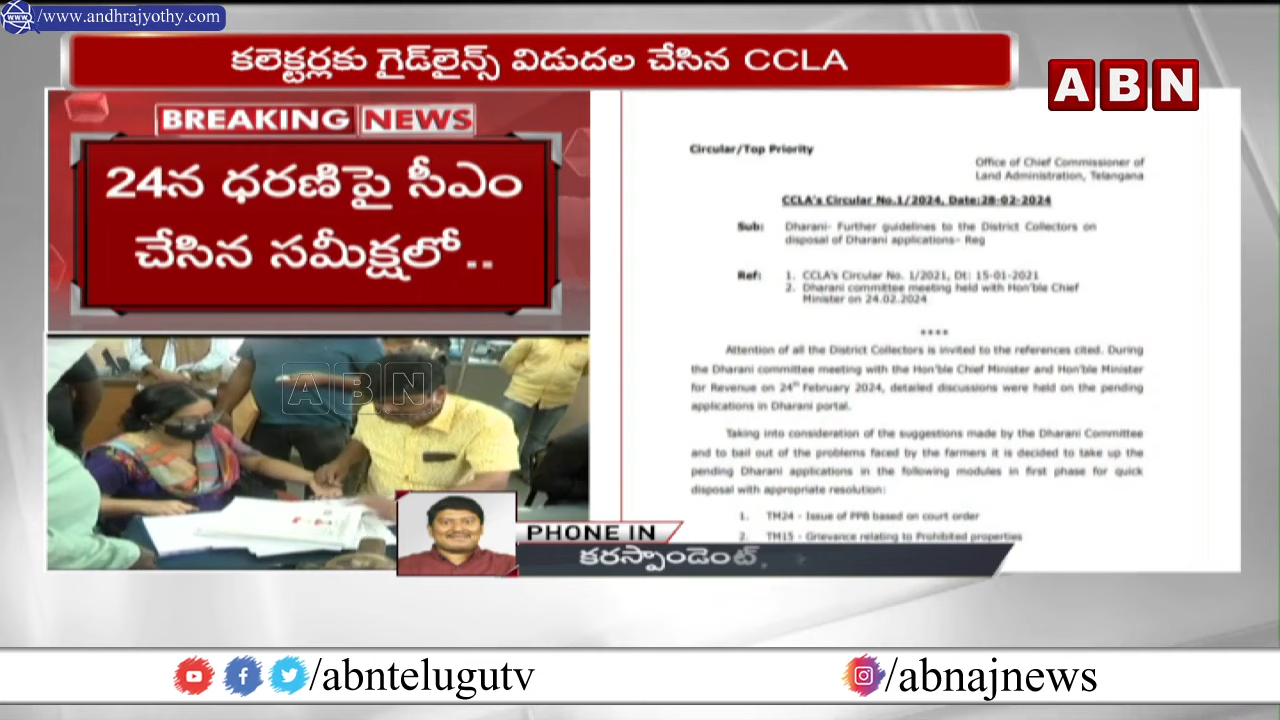 /www.andhrajyothy.com
కలెక్టర్లకు గైడ్‌లైన్స్ విడుదల చేసిన CCLA
ABN
BREAKING NEWS
24న ధరణిపై సీఎం
చేసిన సమీక్షలో..
Circular/Top Priority
Office of Chief Commissioner of
Land Administration, Telangana
CCLA's Circular No.1/2024, Date:28-02-2024
Sub: Dharani- Further guidelines to the District Collectors on
disposal of Dharani applications- Reg
Ref: 1. CCLA's Circular No. 1/2021, Dt: 15-01-2021
2. Dharani committee meeting held with Hon'ble Chief
Minister on 24.02.2024
****
Attention of all the District Collectors is invited to the references cited. During
the Dharani committee meeting with the Hon'ble Chief Minister and Hon'ble Minister
for Revenue on 24th February 2024, detailed discussions were held on the pending
applications in Dharani portal.
Taking into consideration of the suggestions made by the Dharani Committee
and to bail out of the problems faced by the farmers it is decided to take up the
pending Dharani applications in the following modules in first phase for quick
disposal with appropriate resolution:
1. TM24 - Issue of PPB based on court order
2. TM15 - Grievance relating to Prohibited properties
ABN
PHONE IN
కరస్పాండెంట్,
/abntelugutv
/abnajnews